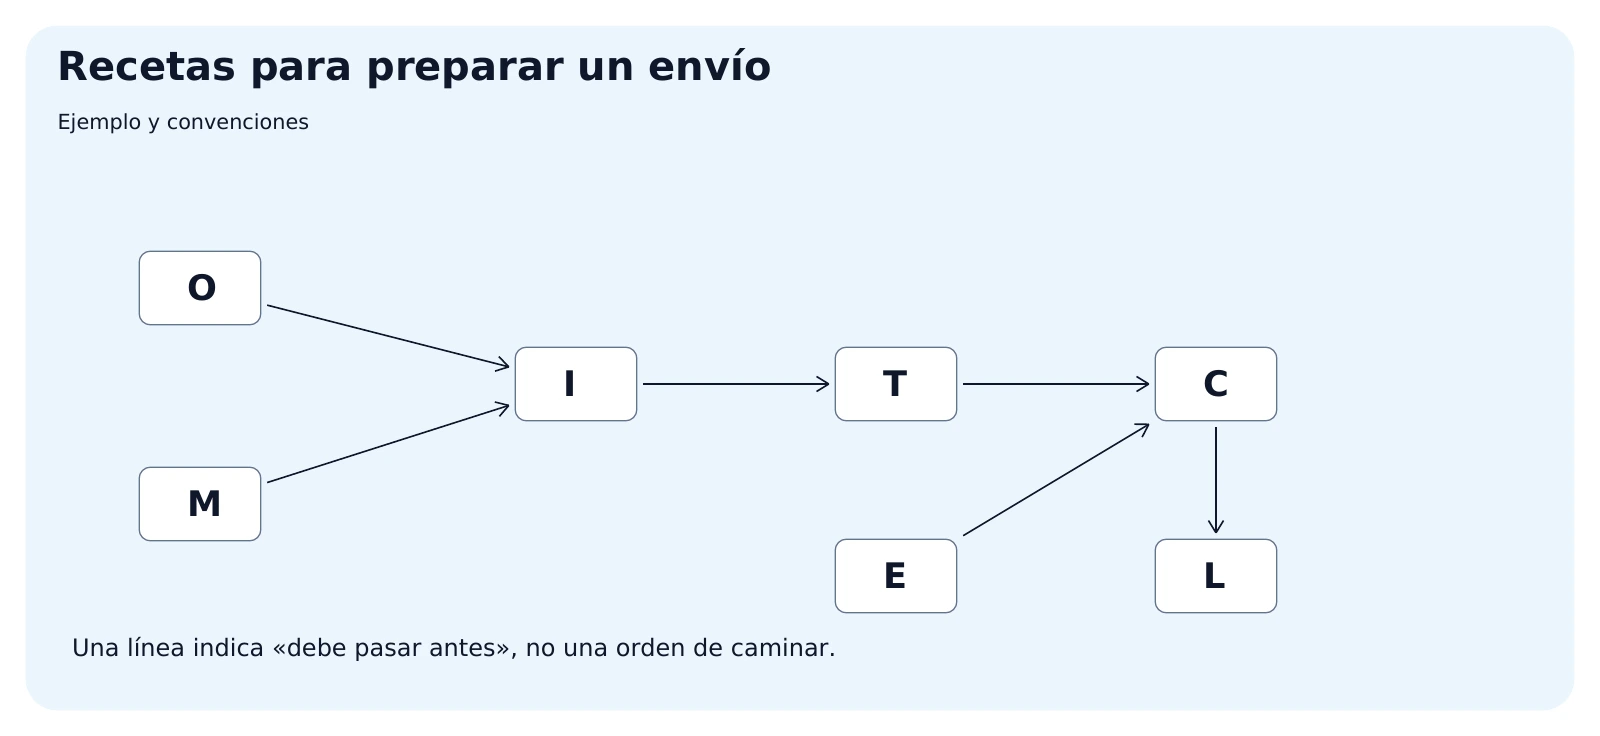 Recetas para preparar un envío
Ejemplo y convenciones
O
M
I
T
C
E
L
Una línea indica «debe pasar antes», no una orden de caminar.